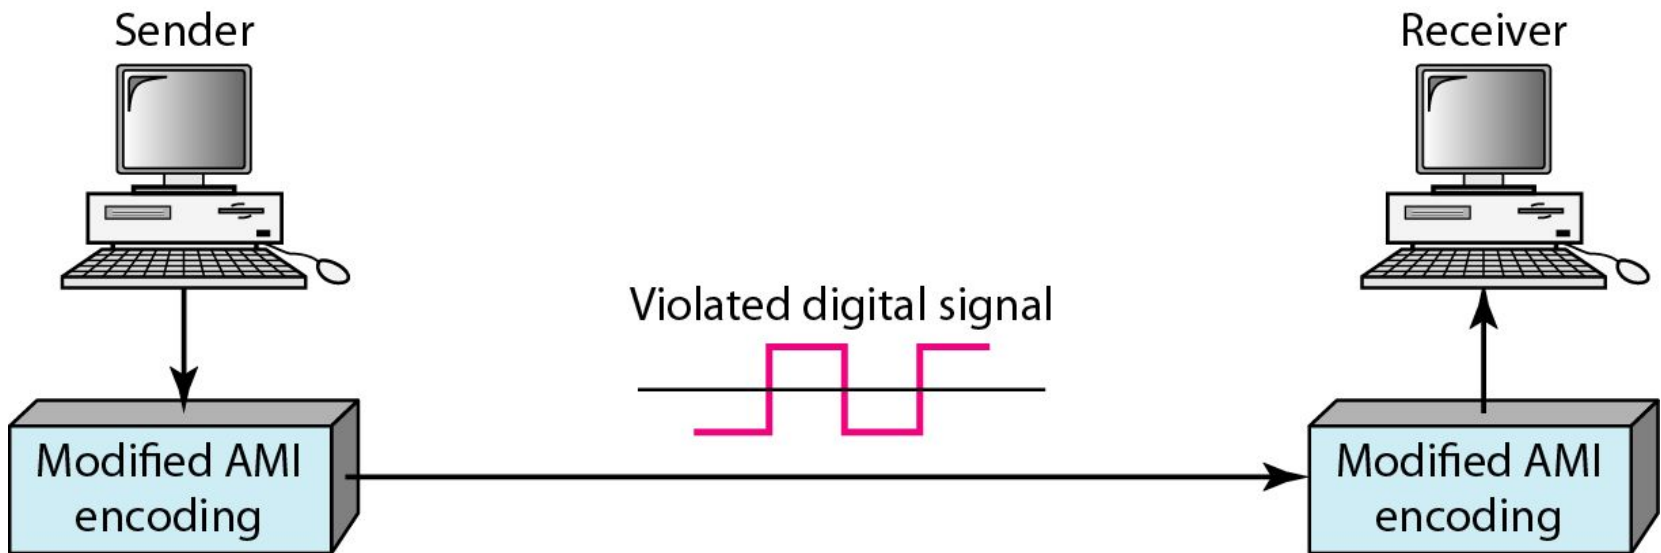 Sender
Receiver
Violated digital signal
Modified AMI
encoding
Modified AMI
encoding